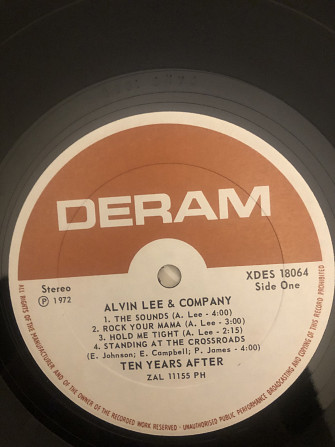 DERAM
Stereo
Ⓟ 1972
XDES 18064
Side One
ALVIN LEE & COMPANY
1. THE SOUNDS (A. Lee - 4:00)
2. ROCK YOUR MAMA (A. Lee - 3:00)
3. HOLD ME TIGHT (A. Lee - 2:15)
4. STANDING AT THE CROSSROADS
(E. Johnson; E. Campbell; P. James - 4:00)
TEN YEARS AFTER
ZAL 11155 PH
ALL RIGHTS OF THE MANUFACTURER AND OF THE OWNER OF THE RECORDED WORK RESERVED - UNAUTHORISED PUBLIC PERFORMANCE BROADCASTING AND COPYING OF THIS RECORD PROHIBITED